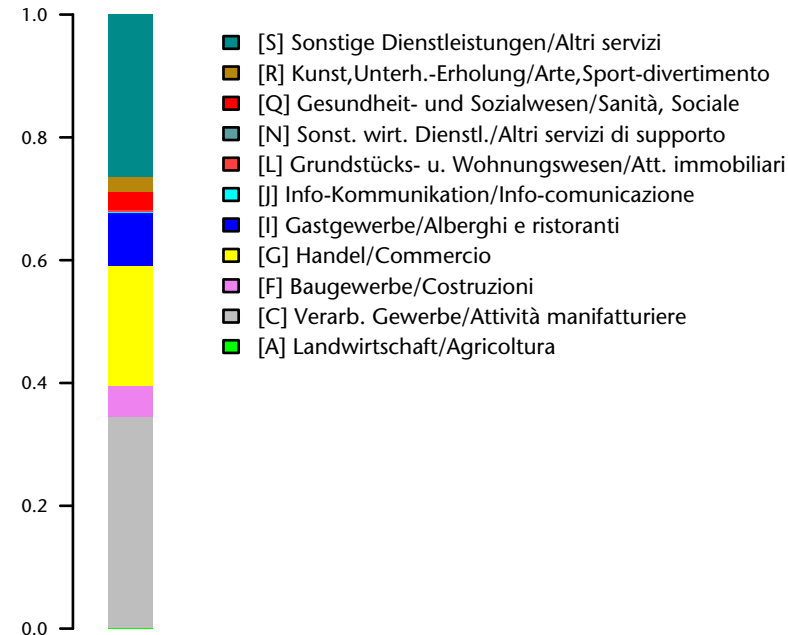 1.0
0.8
0.6
0.4
0.2
0.0
[S] Sonstige Dienstleistungen/Altri servizi
[R] Kunst,Unterh.-Erholung/Arte,Sport-divertimento
[Q] Gesundheit- und Sozialwesen/Sanità, Sociale
[N] Sonst. wirt. Dienstl./Altri servizi di supporto
[L] Grundstücks- u. Wohnungswesen/Att. immobiliari
[J] Info-Kommunikation/Info-comunicazione
[I] Gastgewerbe/Alberghi e ristoranti
[G] Handel/Commercio
[F] Baugewerbe/Costruzioni
[C] Verarb. Gewerbe/Attività manifatturiere
[A] Landwirtschaft/Agricoltura